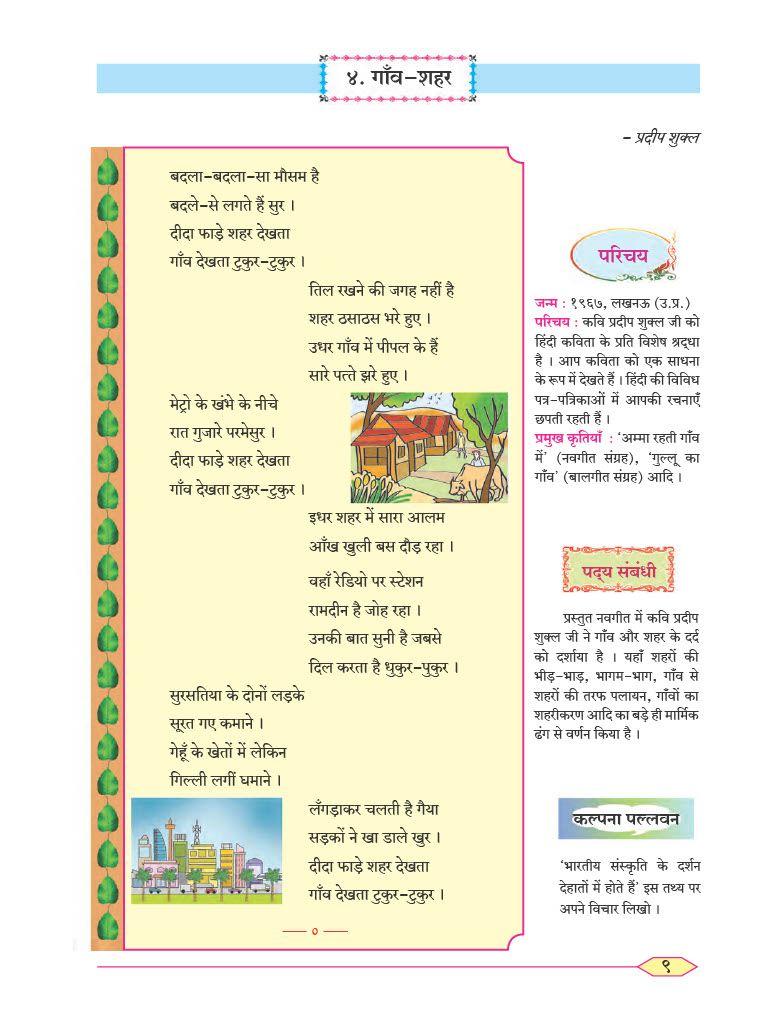 ४. गाँव-शहर
- प्रदीप शुक्ल
बदला-बदला-सा मौसम है
बदले-से लगते हैं सुर ।
दीदा फाड़े शहर देखता
गाँव देखता टुकुर-टुकुर ।
तिल रखने की जगह नहीं है
शहर ठसाठस भरे हुए ।
उधर गाँव में पीपल के हैं
सारे पत्ते झरे हुए ।
मेट्रो के खंभे के नीचे
रात गुजारे परमेसुर ।
दीदा फाड़े शहर देखता
गाँव देखता टुकुर-टुकुर ।
इधर शहर में सारा आलम
आँख खुली बस दौड़ रहा ।
वहाँ रेडियो पर स्टेशन
रामदीन है जोह रहा ।
उनकी बात सुनी है जबसे
दिल करता है धुकुर-पुकुर ।
सुरसतिया के दोनों लड़के
सूरत गए कमाने ।
गेहूँ के खेतों में लेकिन
गिल्ली लगीं घमाने ।
लँगड़ाकर चलती है गैया
सड़कों ने खा डाले खुर ।
दीदा फाड़े शहर देखता
गाँव देखता टुकुर-टुकुर ।
० 
परिचय
जन्म : १९६७, लखनऊ (उ.प्र.)
परिचय : कवि प्रदीप शुक्ल जी को
हिंदी कविता के प्रति विशेष श्रद्धा
है । आप कविता को एक साधना
के रूप में देखते हैं । हिंदी की विविध
पत्र-पत्रिकाओं में आपकी रचनाएँ
छपती रहती हैं ।
प्रमुख कृतियाँ : ‘अम्मा रहती गाँव
में’ (नवगीत संग्रह), ‘गुल्लू का
गाँव’ (बालगीत संग्रह) आदि ।
पद्य संबंधी
प्रस्तुत नवगीत में कवि प्रदीप
शुक्ल जी ने गाँव और शहर के दर्द
को दर्शाया है । यहाँ शहरों की
भीड़-भाड़, भागम-भाग, गाँव से
शहरों की तरफ पलायन, गाँवों का
शहरीकरण आदि का बड़े ही मार्मिक
ढंग से वर्णन किया है ।
कल्पना पल्लवन
‘भारतीय संस्कृति के दर्शन
देहातों में होते हैं’ इस तथ्य पर
अपने विचार लिखो ।
९